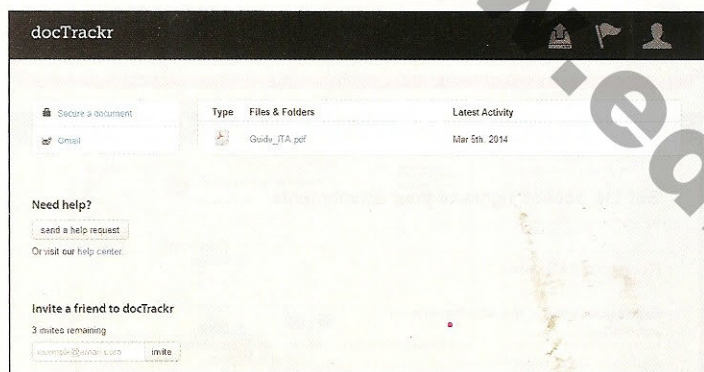 docTrackr
Secure a document
Gmail
Type Files & Folders Latest Activity
Guide_ITA.pdf Mar 5th, 2014
Need help?
send a help request
Or visit our help center.
Invite a friend to docTrackr
3 invites remaining
invite